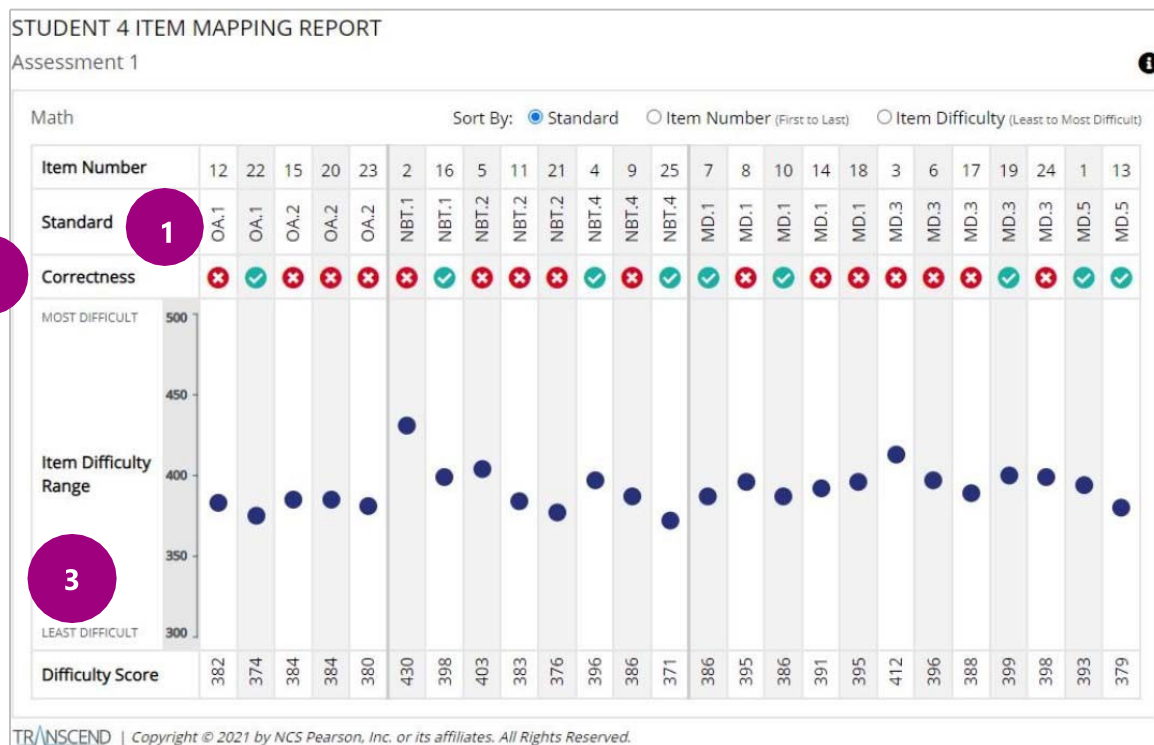 STUDENT 4 ITEM MAPPING REPORT
Assessment 1
Math Sort By: Standard Item Number (First to Last) Item Difficulty (Least to Most Difficult)
Item Number 12 22 15 20 23 2 16 5 11 21 4 9 25 7 8 10 14 18 3 6 17 19 24 1 13
Standard 1 OA.1 OA.1 OA.2 OA.2 OA.2 NBT.1 NBT.1 NBT.2 NBT.2 NBT.2 NBT.4 NBT.4 NBT.4 MD.1 MD.1 MD.1 MD.1 MD.1 MD.3 MD.3 MD.3 MD.3 MD.3 MD.5 MD.5
Correctness
MOST DIFFICULT 500
450
Item Difficulty
Range
400
350
3
LEAST DIFFICULT 300
Difficulty Score 382 374 384 384 380 430 398 403 383 376 396 386 371 386 395 386 391 395 412 396 388 399 398 393 379
TRANSCEND | Copyright © 2021 by NCS Pearson, Inc. or its affiliates. All Rights Reserved.